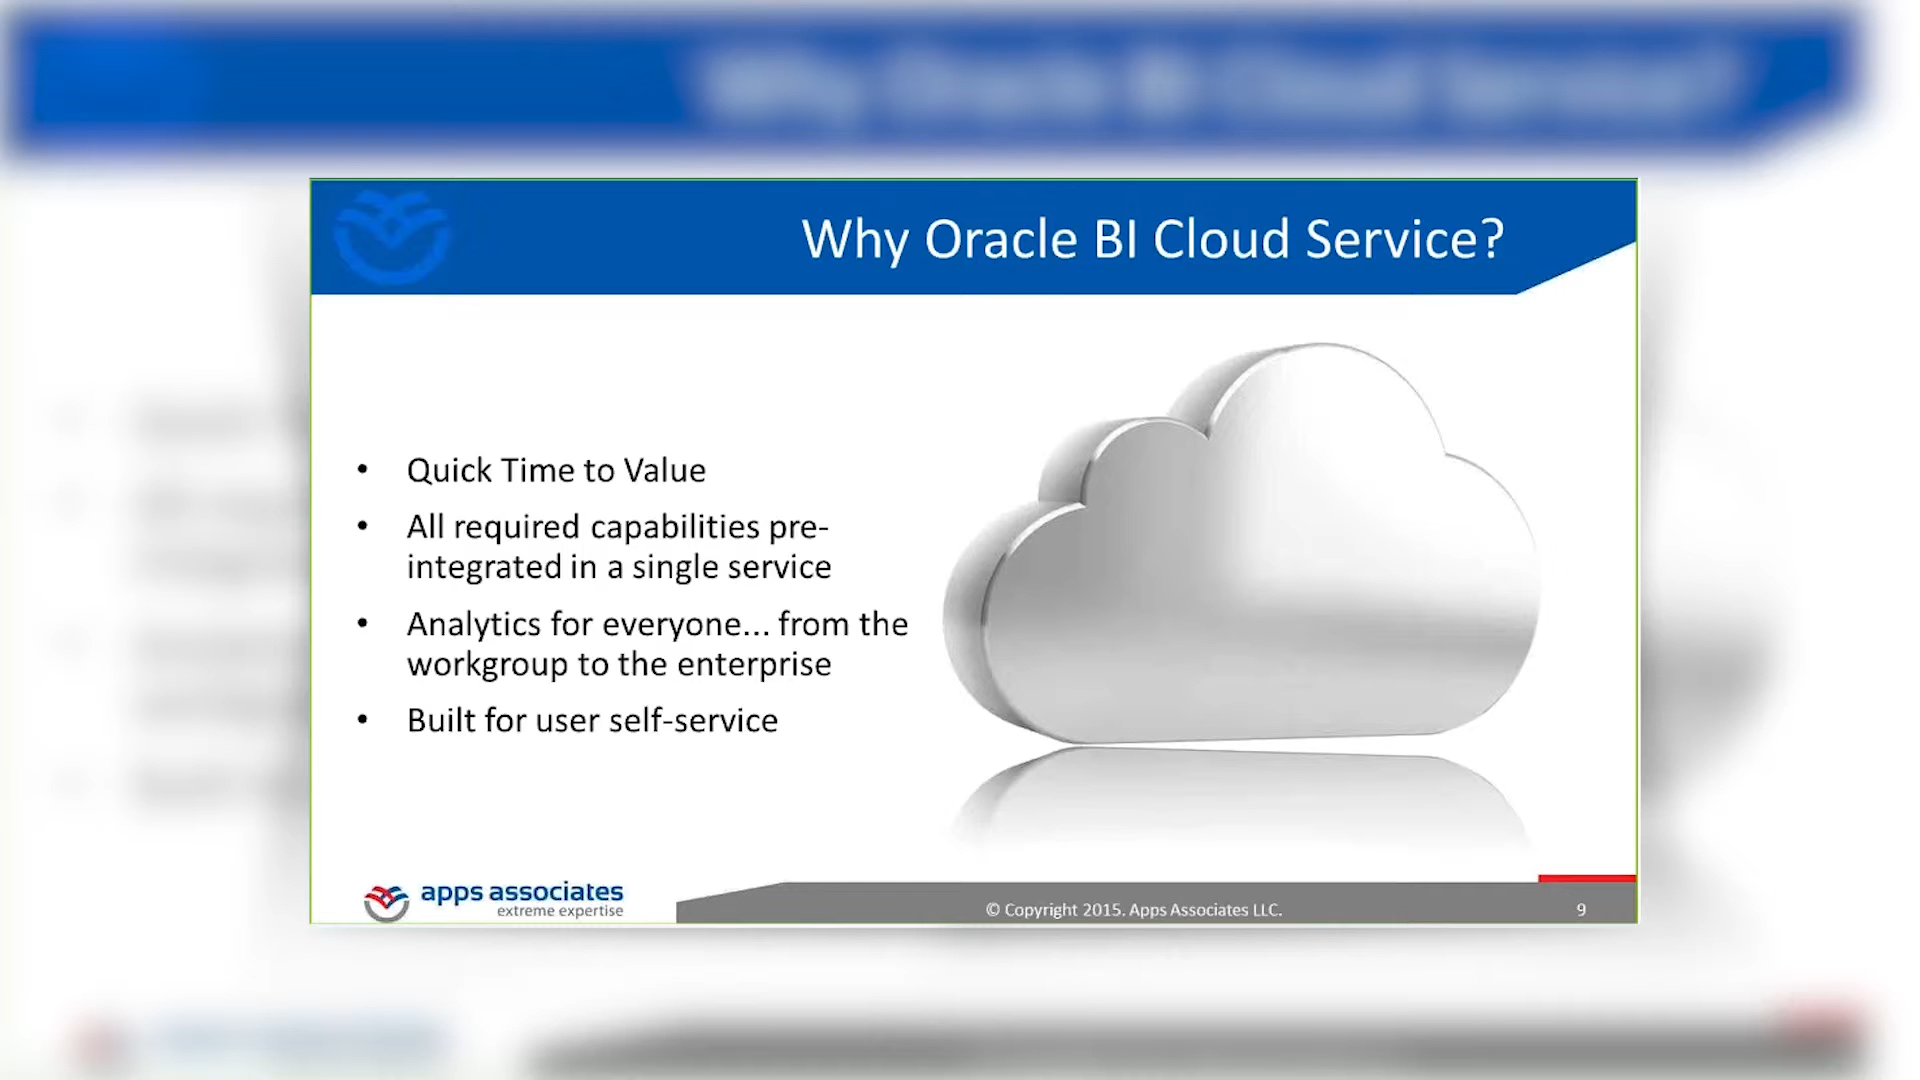 Why Oracle BI Cloud Service?
• Quick Time to Value
• All required capabilities pre-
integrated in a single service
• Analytics for everyone... from the
workgroup to the enterprise
• Built for user self-service
apps associates
extreme expertise
© Copyright 2015. Apps Associates LLC.
9